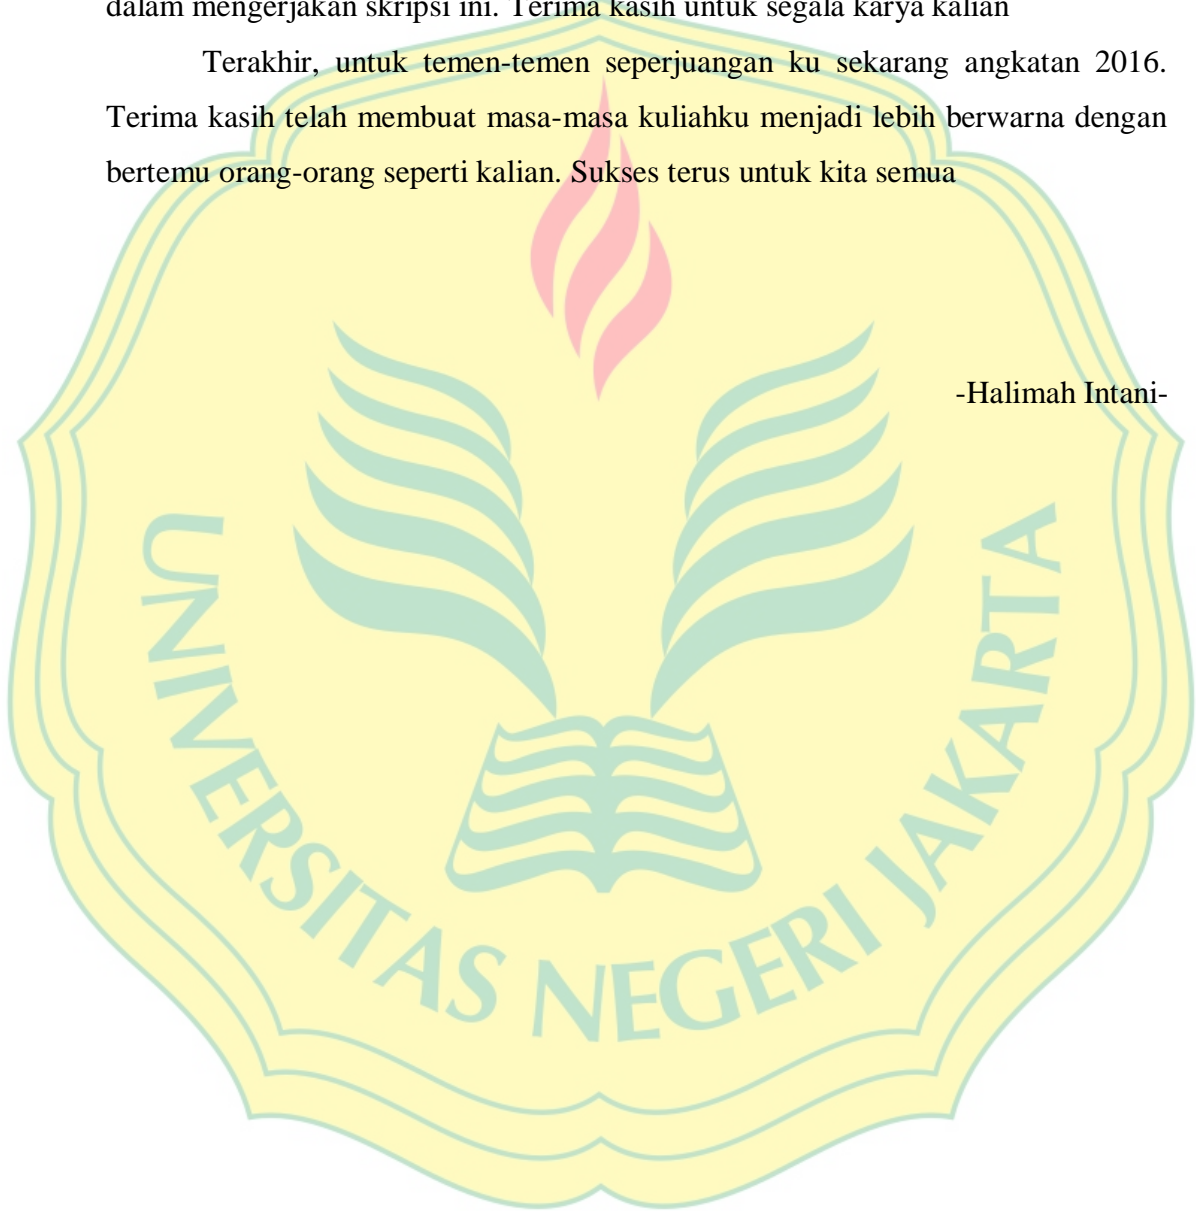 dalam mengerjakan skripsi ini. Terima kasih untuk segala karya kalian
Terakhir, untuk temen-temen seperjuangan ku sekarang angkatan 2016.
Terima kasih telah membuat masa-masa kuliahku menjadi lebih berwarna dengan
bertemu orang-orang seperti kalian. Sukses terus untuk kita semua
-Halimah Intani-
UNIVERSITAS NEGERI JAKARTA